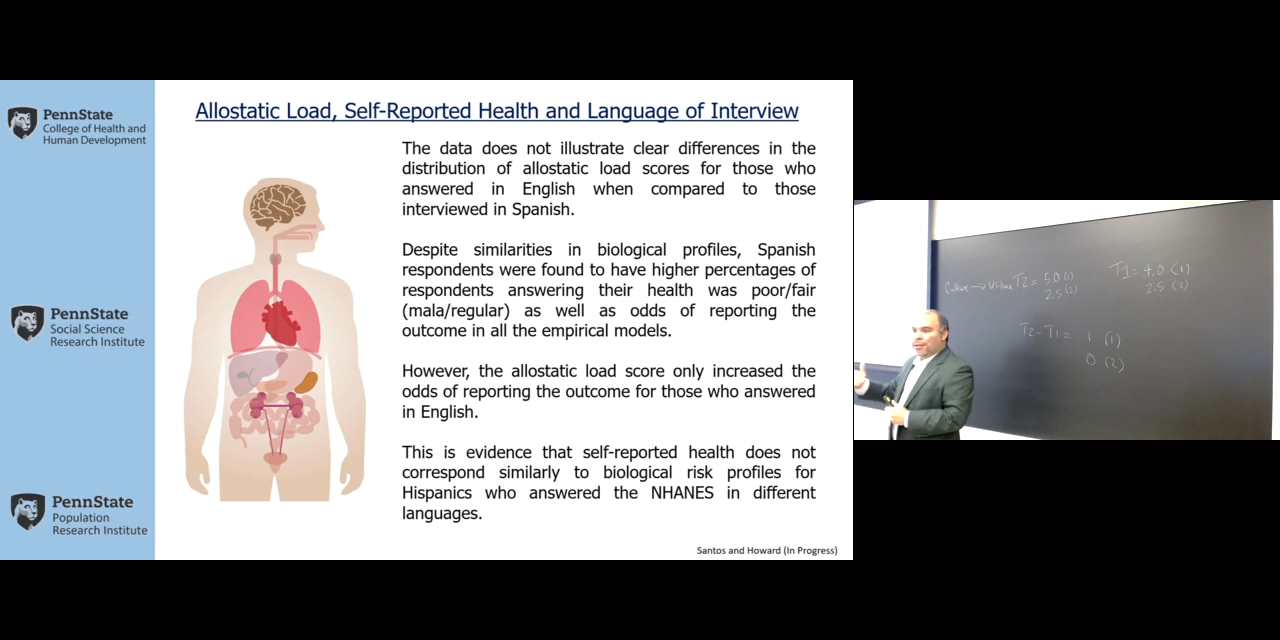 PennState
College of Health and
Human Development
PennState
Social Science
Research Institute
PennState
Population
Research Institute
Allostatic Load, Self-Reported Health and Language of Interview
The data does not illustrate clear differences in the
distribution of allostatic load scores for those who
answered in English when compared to those
interviewed in Spanish.
Despite similarities in biological profiles, Spanish
respondents were found to have higher percentages of
respondents answering their health was poor/fair
(mala/regular) as well as odds of reporting the
outcome in all the empirical models.
However, the allostatic load score only increased the
odds of reporting the outcome for those who answered
in English.
This is evidence that self-reported health does not
correspond similarly to biological risk profiles for
Hispanics who answered the NHANES in different
languages.
Santos and Howard (In Progress)
Culture → T2 = 5.0 (1)
2.5 (2)
T1 = 4.0 (1)
2.5 (2)
T2 - T1 = 1 (1)
0 (2)